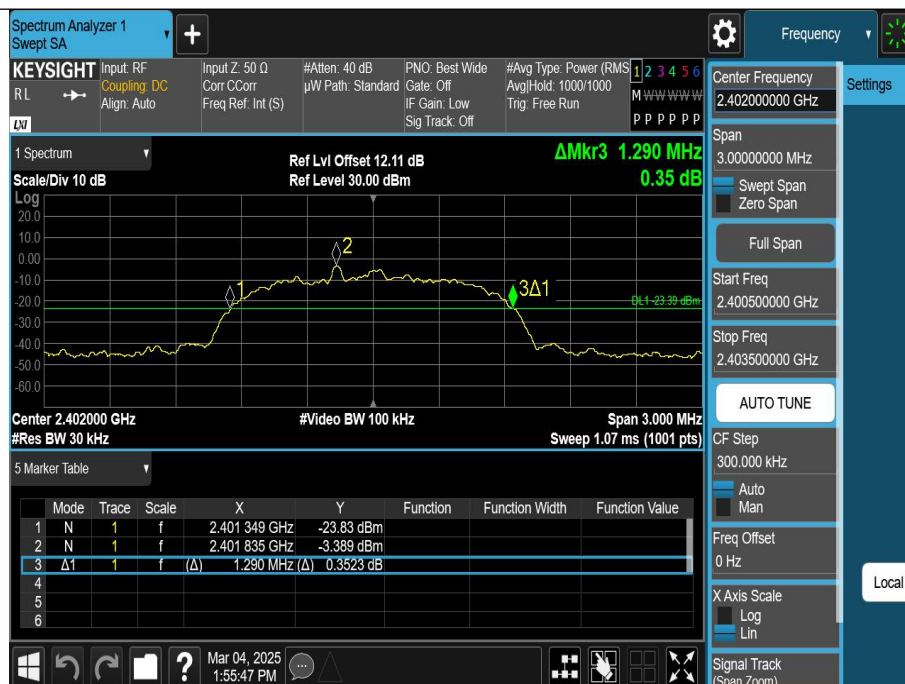 Spectrum Analyzer 1
Swept SA
+
Frequency
KEYSIGHT
RL
LXI
Input: RF
Coupling: DC
Align: Auto
Input Z: 50 Ω
Corr CCorr
Freq Ref: Int (S)
#Atten: 40 dB
µW Path: Standard
PNO: Best Wide
Gate: Off
IF Gain: Low
Sig Track: Off
#Avg Type: Power (RMS
Avg|Hold: 1000/1000
Trig: Free Run
1 2 3 4 5 6
M W W W W W
P P P P P P
1 Spectrum
Scale/Div 10 dB
Ref Lvl Offset 12.11 dB
Ref Level 30.00 dBm
ΔMkr3 1.290 MHz
0.35 dB
Log
20.0
10.0
0.00
-10.0
-20.0
-30.0
-40.0
-50.0
-60.0
1
2
3Δ1
DL1 -23.39 dBm
Center 2.402000 GHz
#Video BW 100 kHz
Span 3.000 MHz
#Res BW 30 kHz
Sweep 1.07 ms (1001 pts)
5 Marker Table
Mode Trace Scale X Y Function Function Width Function Value
1 N 1 f 2.401 349 GHz -23.83 dBm
2 N 1 f 2.401 835 GHz -3.389 dBm
3 Δ1 1 f (Δ) 1.290 MHz (Δ) 0.3523 dB
4
5
6
?
Mar 04, 2025
1:55:47 PM
Center Frequency
2.402000000 GHz
Span
3.00000000 MHz
Swept Span
Zero Span
Full Span
Start Freq
2.400500000 GHz
Stop Freq
2.403500000 GHz
AUTO TUNE
CF Step
300.000 kHz
Auto
Man
Freq Offset
0 Hz
X Axis Scale
Log
Lin
Signal Track
(Span Zoom)
Settings
Local